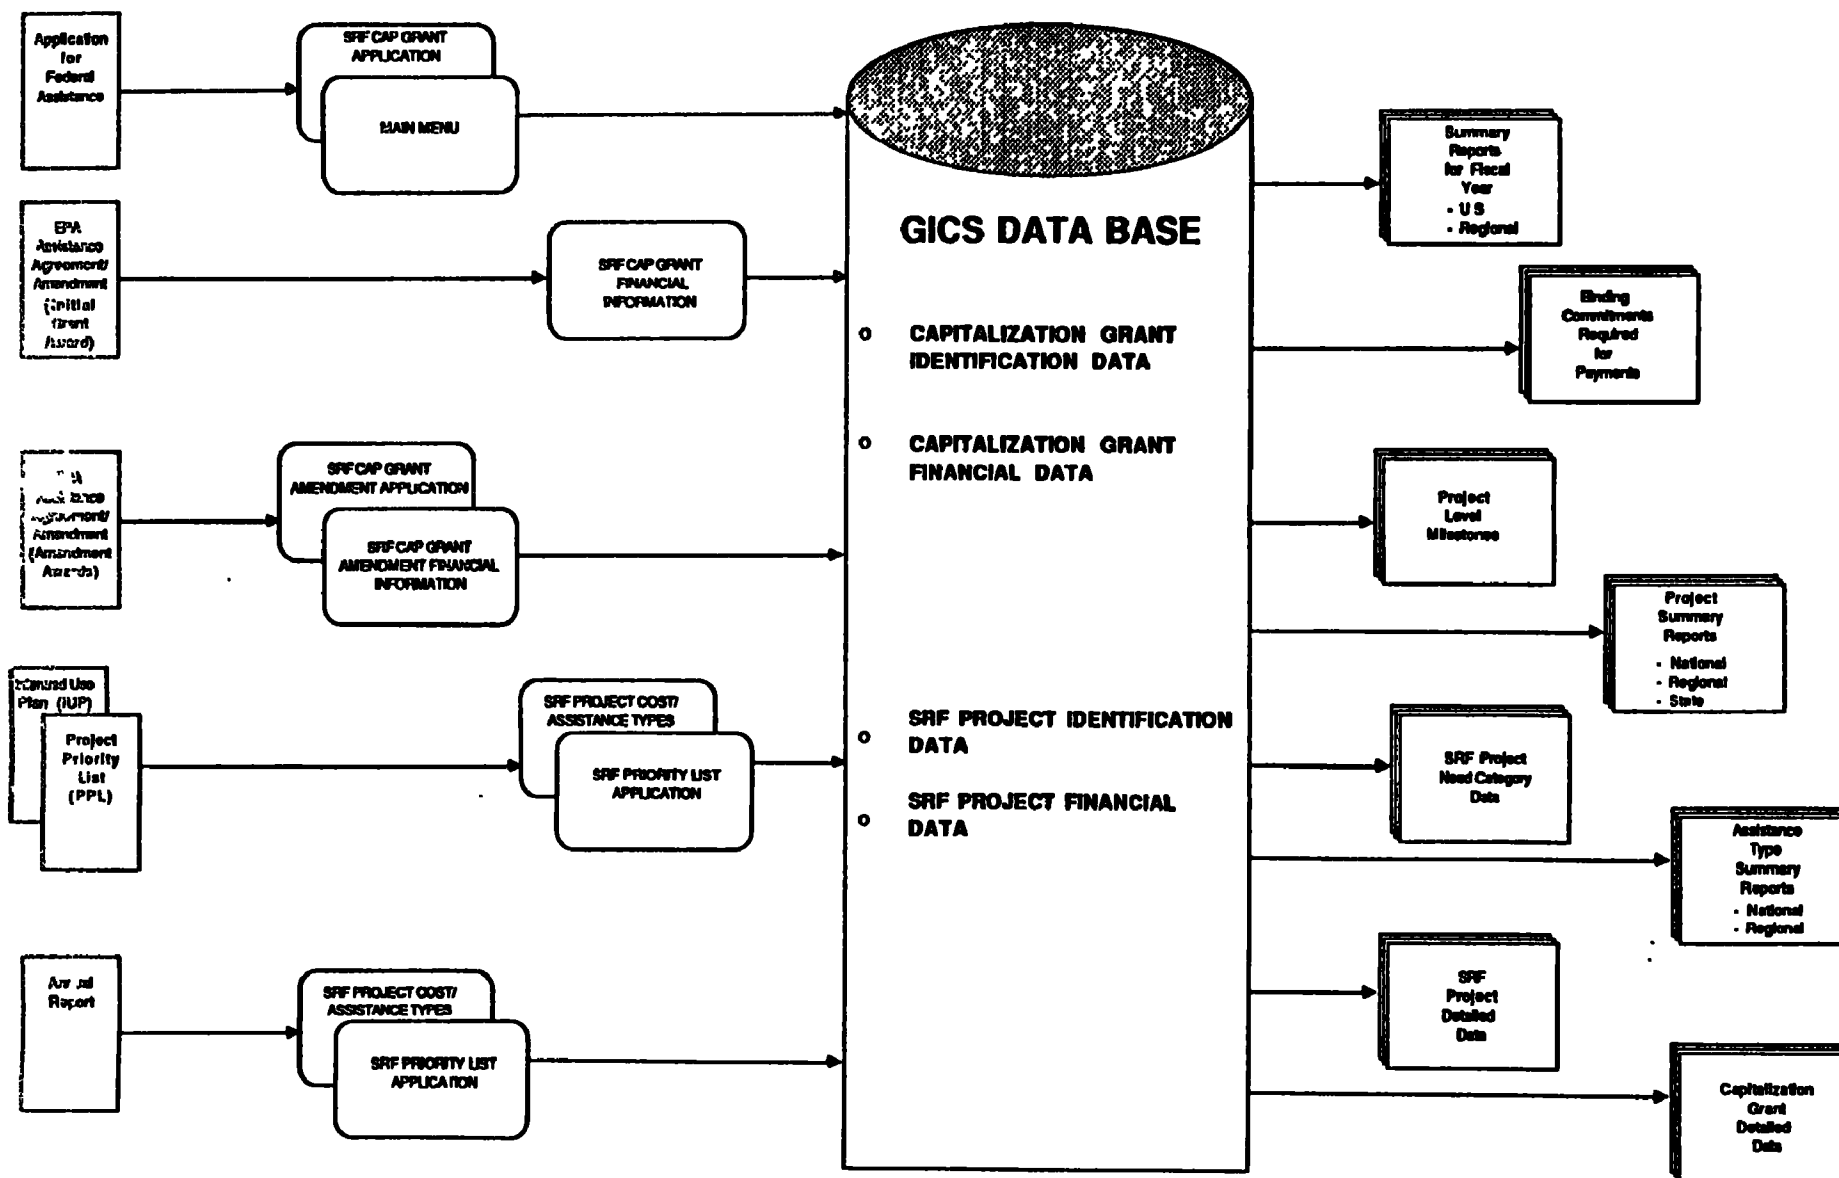 Application
for
Federal
Assistance
SRF CAP GRANT
APPLICATION
MAIN MENU
EPA
Assistance
Agreement/
Amendment
(Initial
Grant
Award)
SRF CAP GRANT
FINANCIAL
INFORMATION
Agreement/
Amendment
(Amendment
Awards)
SRF CAP GRANT
AMENDMENT APPLICATION
SRF CAP GRANT
AMENDMENT FINANCIAL
INFORMATION
Intended Use
Plan (IUP)
Project
Priority
List
(PPL)
SRF PROJECT COST/
ASSISTANCE TYPES
SRF PRIORITY LIST
APPLICATION
Annual
Report
SRF PROJECT COST/
ASSISTANCE TYPES
SRF PRIORITY LIST
APPLICATION
GICS DATA BASE
o CAPITALIZATION GRANT
IDENTIFICATION DATA
o CAPITALIZATION GRANT
FINANCIAL DATA
o SRF PROJECT IDENTIFICATION
DATA
o SRF PROJECT FINANCIAL
DATA
Summary
Reports
for Fiscal
Year
- U S
- Regional
Binding
Commitments
Required
for
Payments
Project
Level
Milestones
Project
Summary
Reports
- National
- Regional
- State
SRF Project
Need Category
Data
Assistance
Type
Summary
Reports
- National
- Regional
SRF
Project
Detailed
Data
Capitalization
Grant
Detailed
Data